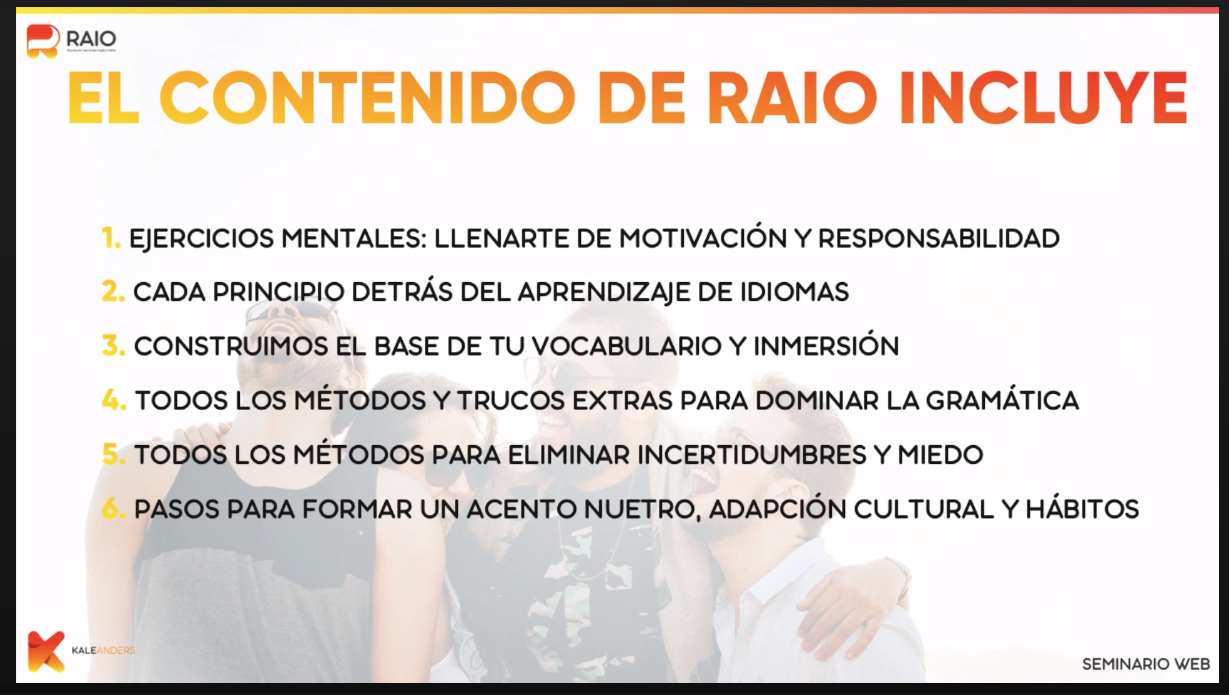 RAIO
EL CONTENIDO DE RAIO INCLUYE
1. EJERCICIOS MENTALES: LLENARTE DE MOTIVACIÓN Y RESPONSABILIDAD
2. CADA PRINCIPIO DETRÁS DEL APRENDIZAJE DE IDIOMAS
3. CONSTRUIMOS EL BASE DE TU VOCABULARIO Y INMERSIÓN
4. TODOS LOS MÉTODOS Y TRUCOS EXTRAS PARA DOMINAR LA GRAMÁTICA
5. TODOS LOS MÉTODOS PARA ELIMINAR INCERTIDUMBRES Y MIEDO
6. PASOS PARA FORMAR UN ACENTO NUETRO, ADAPCIÓN CULTURAL Y HÁBITOS
KALEANDERS
SEMINARIO WEB